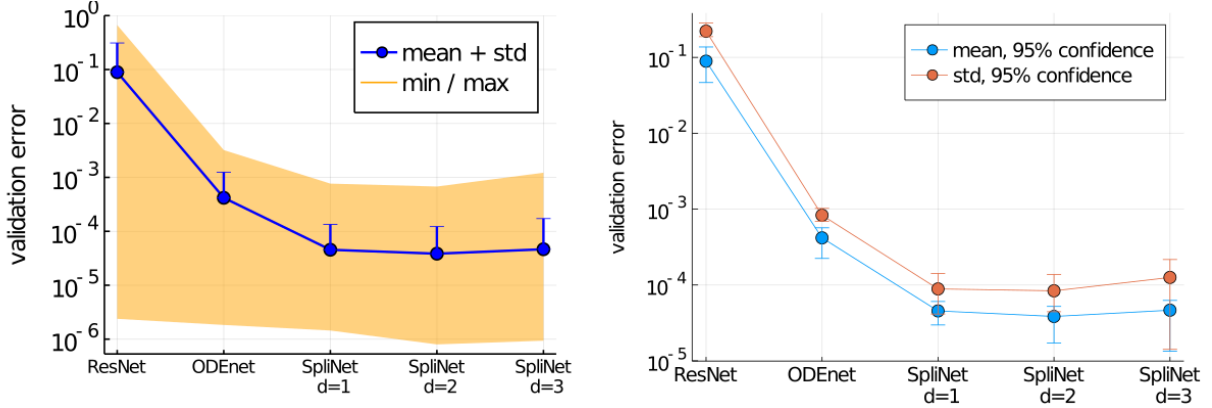 validation error
10^0
10^-1
10^-2
10^-3
10^-4
10^-5
10^-6
mean + std
min / max
ResNet
ODEnet
SpliNet
d=1
SpliNet
d=2
SpliNet
d=3
validation error
10^-1
10^-2
10^-3
10^-4
10^-5
mean, 95% confidence
std, 95% confidence
ResNet
ODEnet
SpliNet
d=1
SpliNet
d=2
SpliNet
d=3